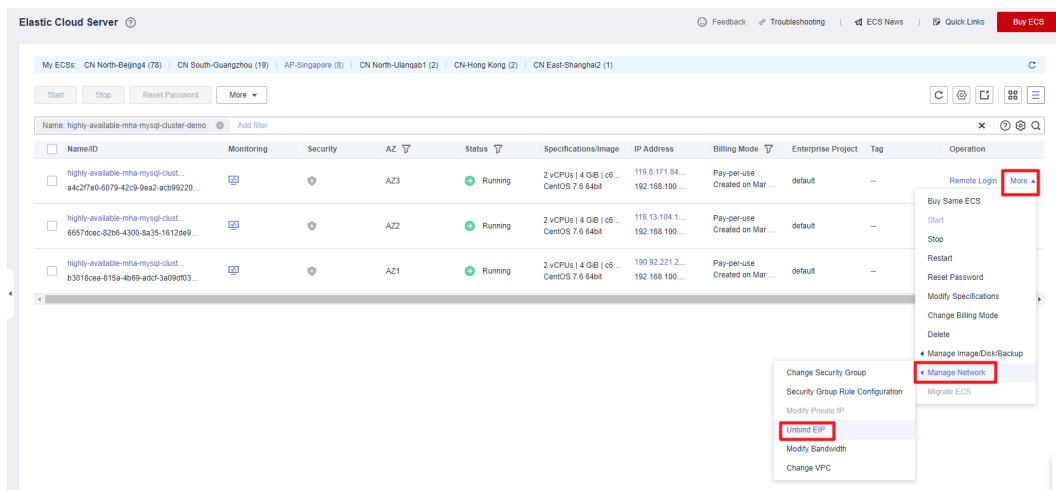 Elastic Cloud Server
Feedback Troubleshooting ECS News Quick Links Buy ECS
My ECSs: CN North-Beijing4 (78) CN South-Guangzhou (19) AP-Singapore (8) CN North-Ulanqab1 (2) CN-Hong Kong (2) CN East-Shanghai2 (1)
Start Stop Reset Password More
Name: highly-available-mha-mysql-cluster-demo Add filter
Name/ID Monitoring Security AZ Status Specifications/Image IP Address Billing Mode Enterprise Project Tag Operation
highly-available-mha-mysql-clust...
a4c2f7e0-6079-42c9-9ea2-acb99220...
AZ3
Running
2 vCPUs | 4 GiB | c6...
CentOS 7.6 64bit
119.8.171.84...
192.168.100....
Pay-per-use
Created on Mar ...
default
--
Remote Login More
highly-available-mha-mysql-clust...
6657dcec-82b6-4300-8a35-1612de9...
AZ2
Running
2 vCPUs | 4 GiB | c6...
CentOS 7.6 64bit
119.13.104.1...
192.168.100....
Pay-per-use
Created on Mar ...
default
--
highly-available-mha-mysql-clust...
b3018cea-815a-4b69-adcf-3a09df03...
AZ1
Running
2 vCPUs | 4 GiB | c6...
CentOS 7.6 64bit
190.92.221.2...
192.168.100....
Pay-per-use
Created on Mar ...
default
--
Buy Same ECS
Start
Stop
Restart
Reset Password
Modify Specifications
Change Billing Mode
Delete
Manage Image/Disk/Backup
Manage Network
Migrate ECS
Change Security Group
Security Group Rule Configuration
Modify Private IP
Unbind EIP
Modify Bandwidth
Change VPC